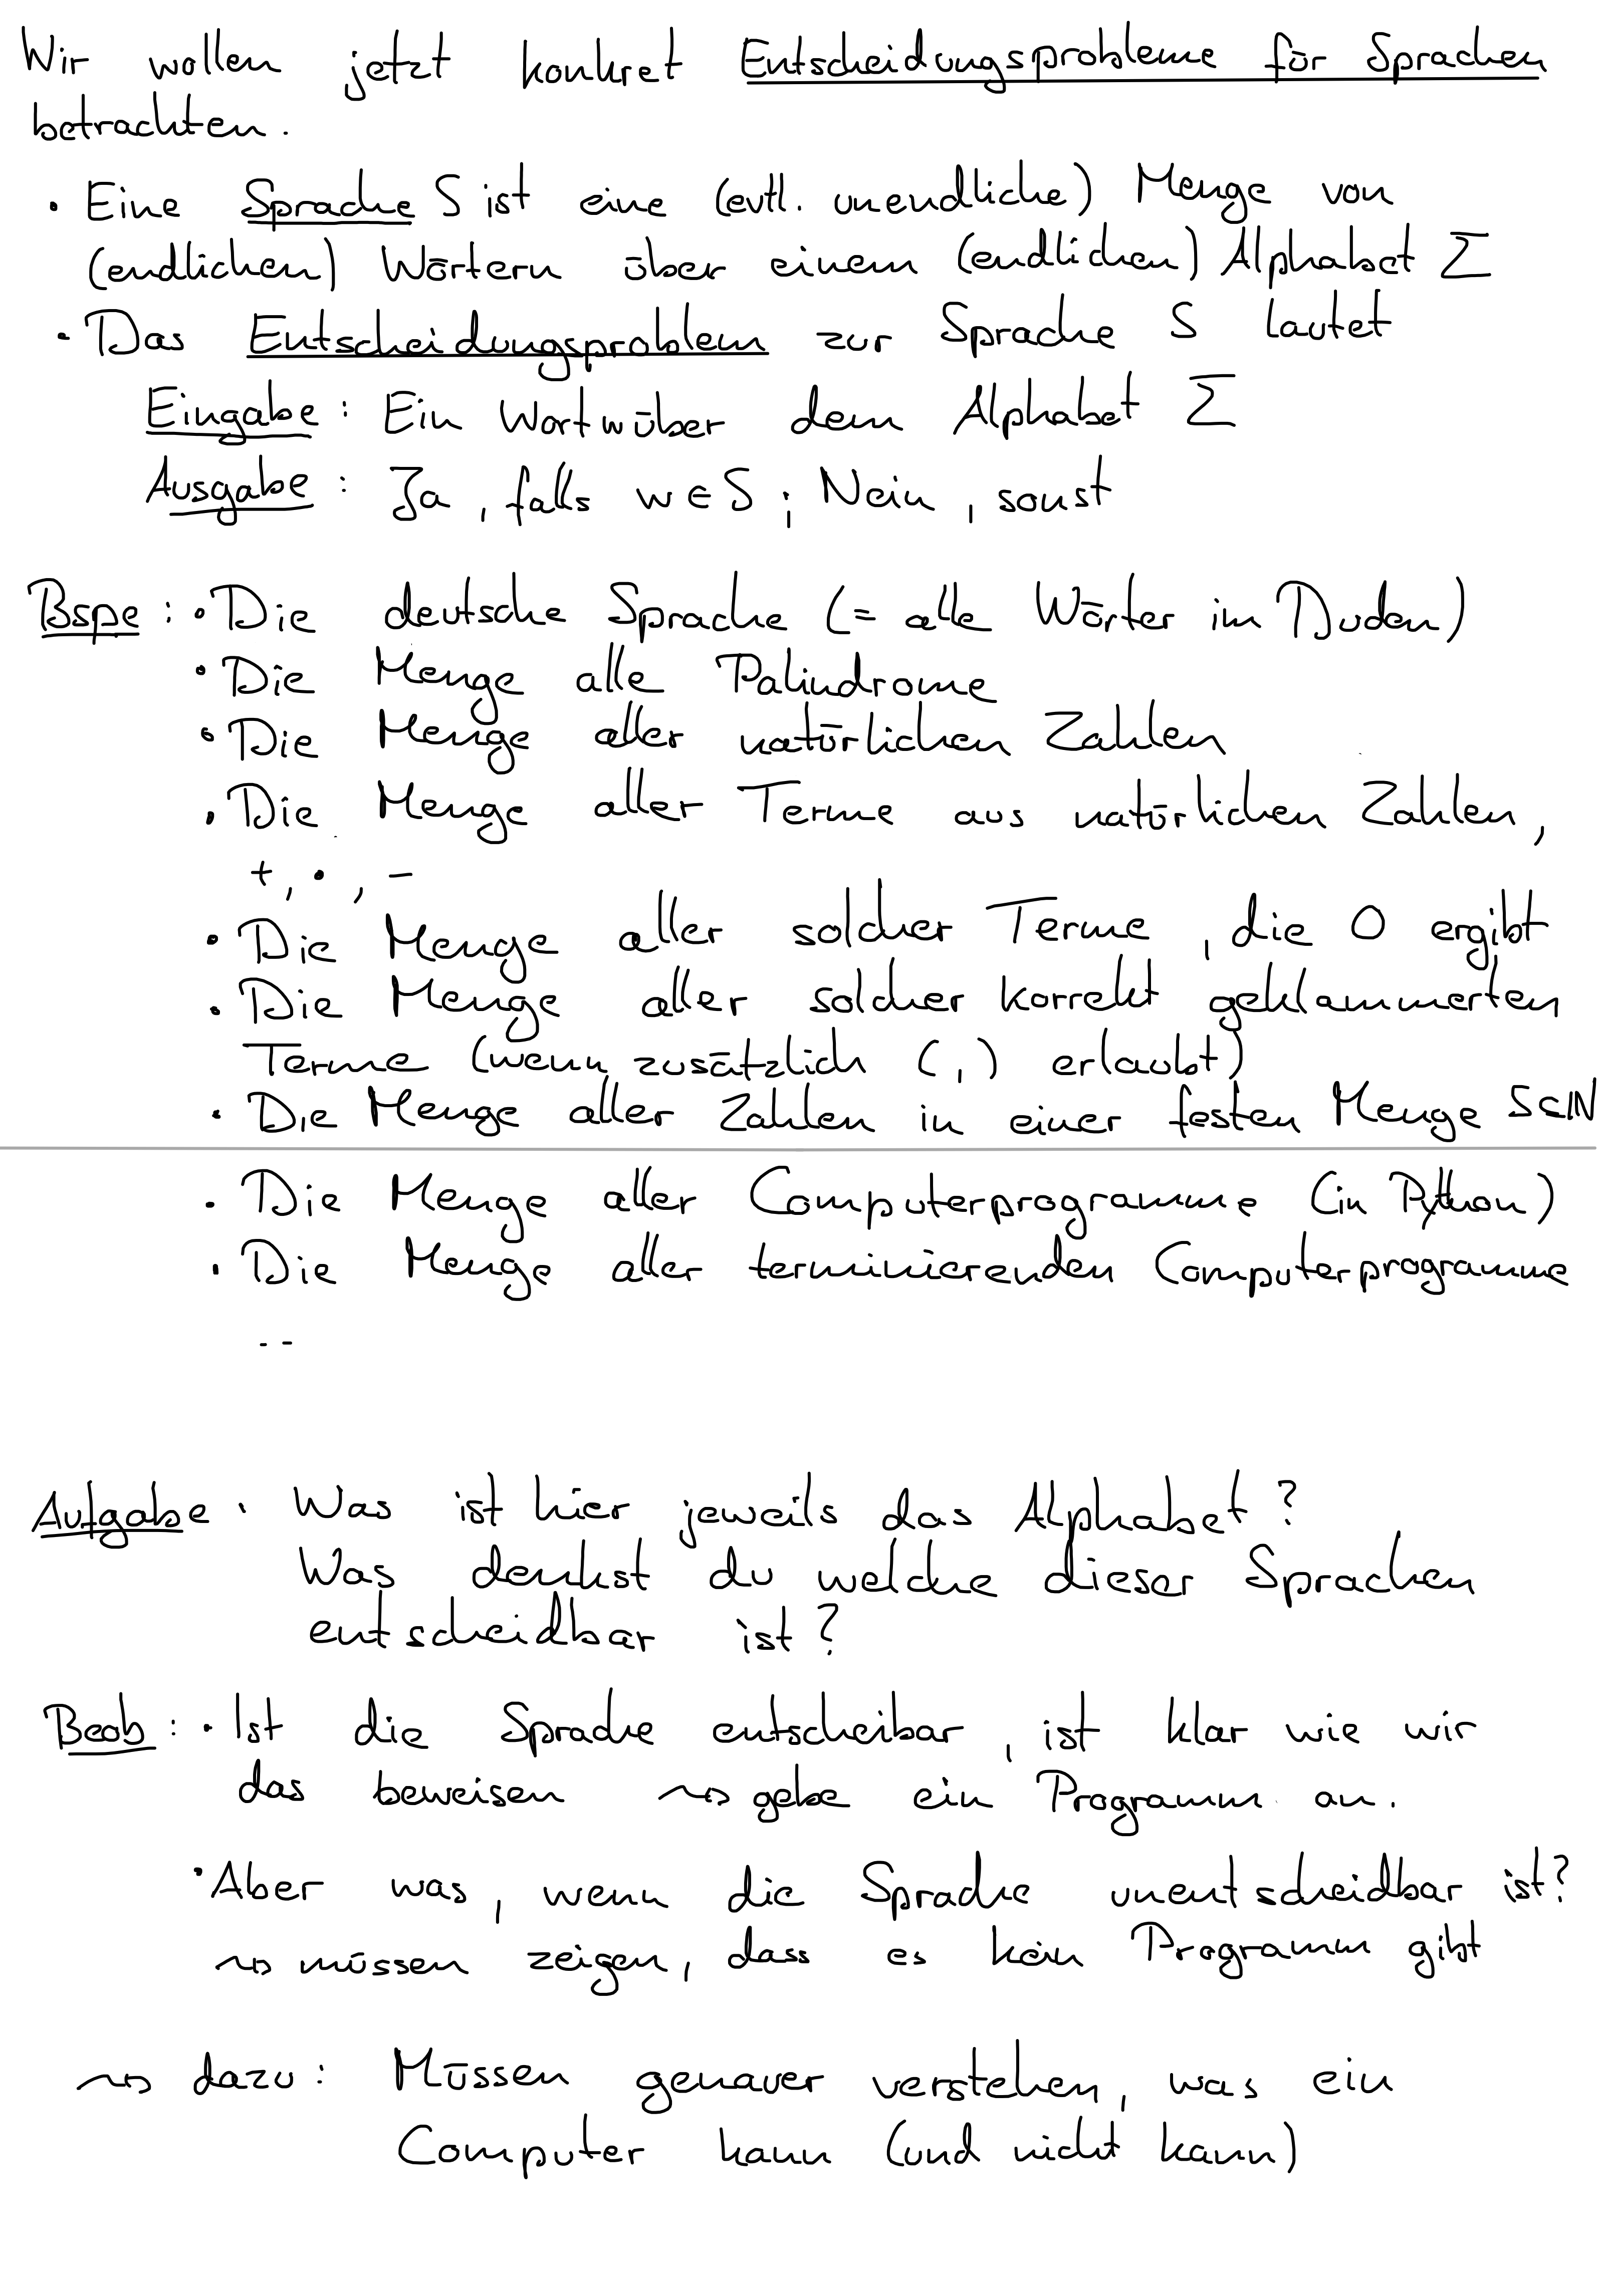 Wir wollen jetzt konkret Entscheidungsprobleme für Sprachen
betrachten.
• Eine Sprache S ist eine (evtl. unendliche) Menge von
(endlichen) Wörtern über einem (endlichen) Alphabet Σ
• Das Entscheidungsproblem zur Sprache S lautet
Eingabe: Ein Wort w über dem Alphabet Σ
Ausgabe: Ja, falls w ∈ S; Nein, sonst
Bspe: • Die deutsche Sprache (= alle Wörter im Duden)
• Die Menge alle Palindrome
• Die Menge aller natürlichen Zahlen
• Die Menge aller Terme aus natürlichen Zahlen,
+, •, -
• Die Menge aller solcher Terme, die 0 ergibt
• Die Menge aller solcher korrekt geklammerten
Terme (wenn zusätzlich (,) erlaubt)
• Die Menge aller Zahlen in einer festen Menge S⊆ℕ
• Die Menge aller Computerprogramme (in Python)
• Die Menge aller terminierenden Computerprogramme
--
Aufgabe • Was ist hier jeweils das Alphabet?
Was denkst du welche dieser Sprachen
entscheidbar ist?
Beob: • Ist die Sprache entscheibar, ist klar wie wir
das beweisen ⇝ gebe ein Programm an.
• Aber was, wenn die Sprache unentscheidbar ist?
⇝ müssen zeigen, dass es kein Programm gibt
⇝ dazu: Müssen genauer verstehen, was ein
Computer kann (und nicht kann)